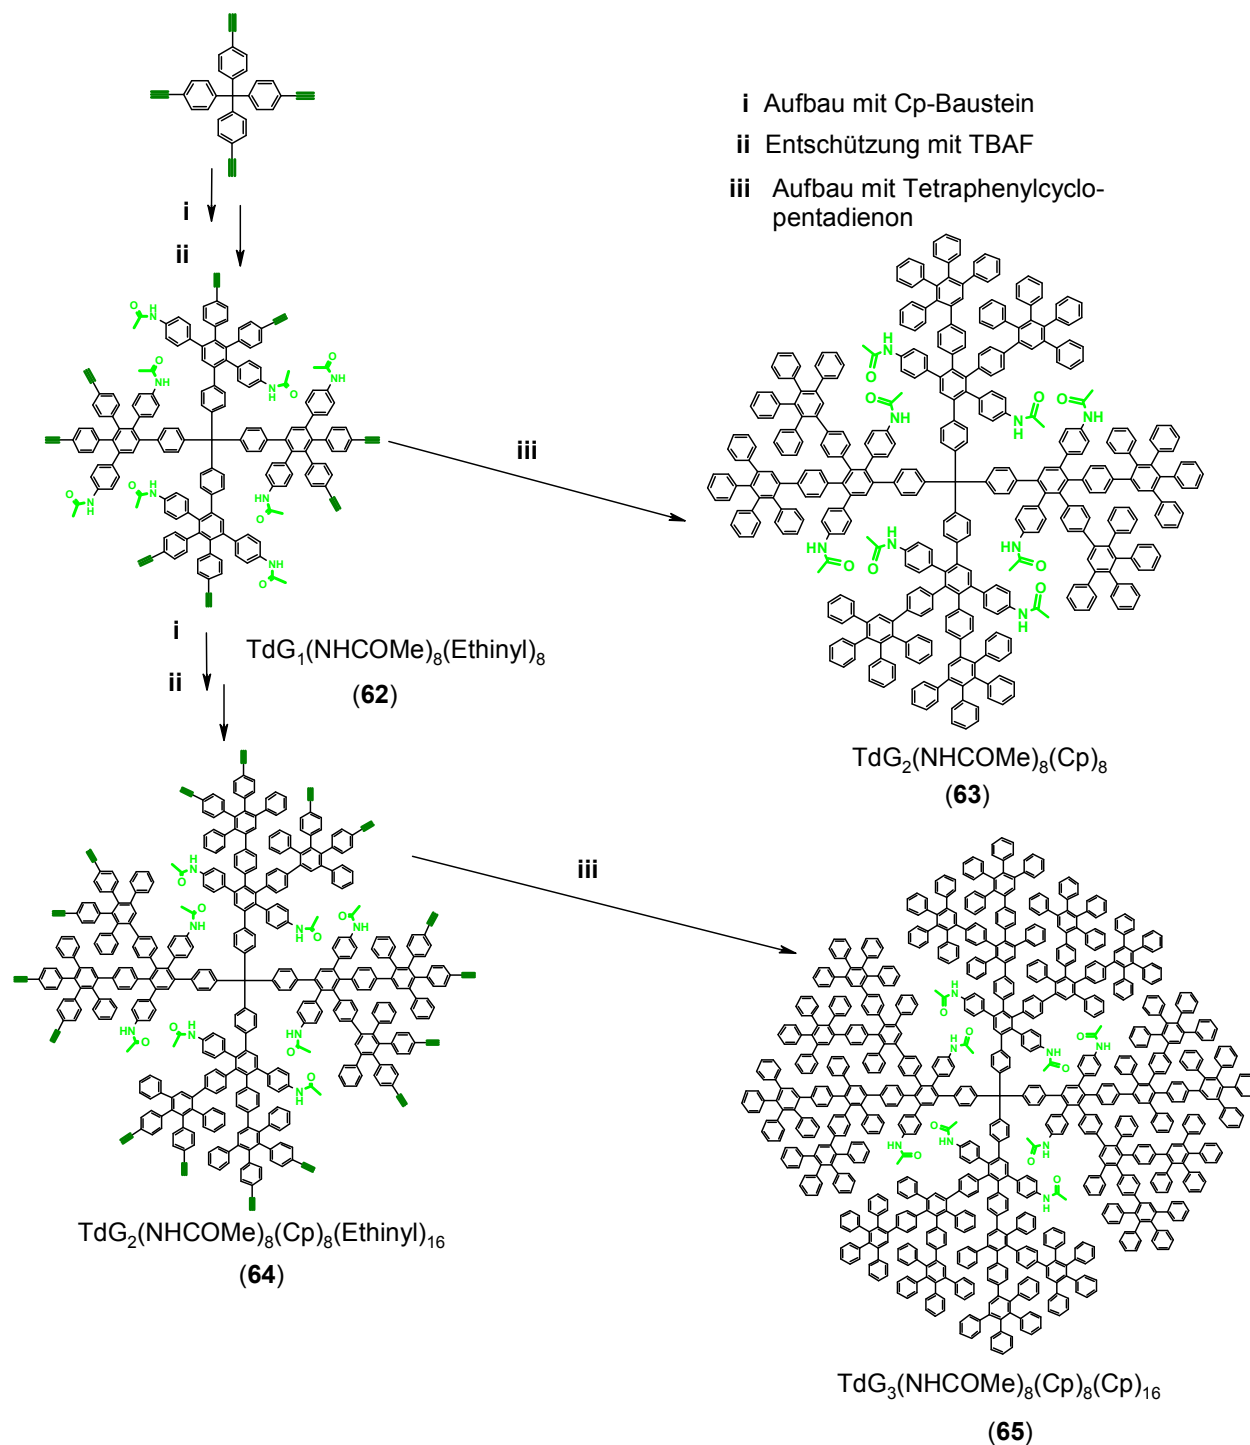 i Aufbau mit Cp-Baustein
ii Entschützung mit TBAF
iii Aufbau mit Tetraphenylcyclo-
pentadienon
i
ii
iii
TdG1(NHCOMe)8(Ethinyl)8
(62)
TdG2(NHCOMe)8(Cp)8
(63)
i
ii
iii
TdG2(NHCOMe)8(Cp)8(Ethinyl)16
(64)
TdG3(NHCOMe)8(Cp)8(Cp)16
(65)